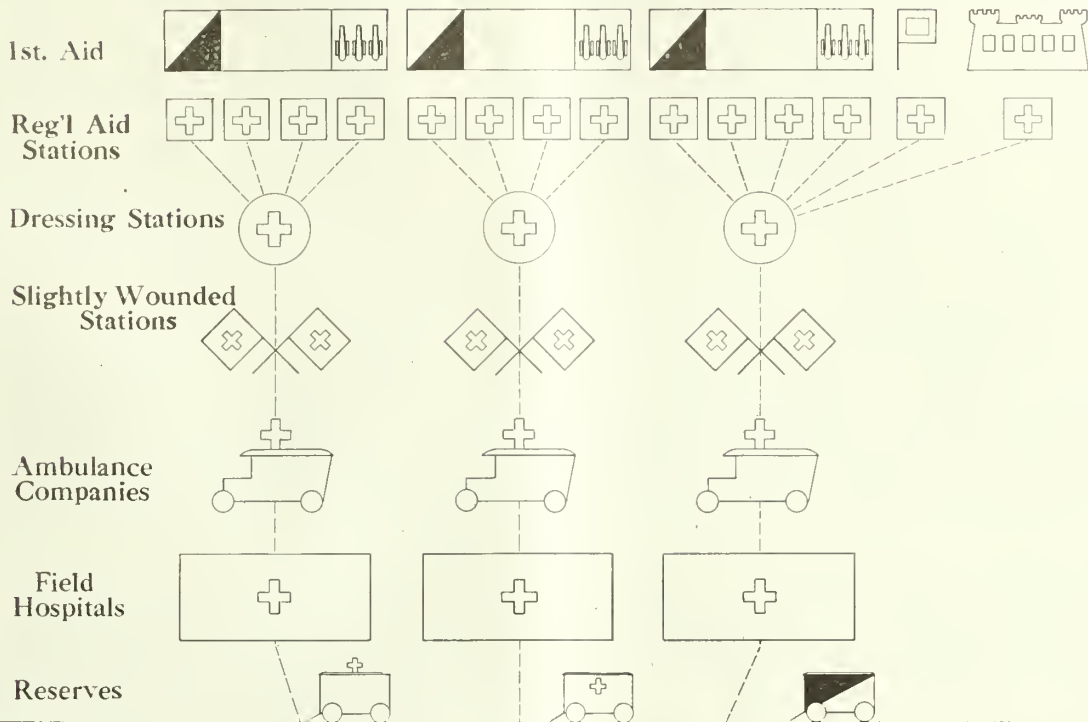 1st. Aid
Reg'l Aid
Stations
Dressing Stations
Slightly Wounded
Stations
Ambulance
Companies
Field
Hospitals
Reserves